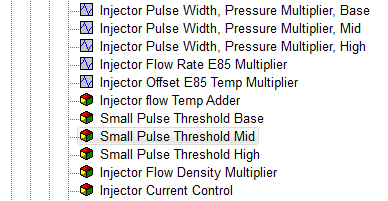 Injector Pulse Width, Pressure Multiplier, Base
Injector Pulse Width, Pressure Multiplier, Mid
Injector Pulse Width, Pressure Multiplier, High
Injector Flow Rate E85 Multiplier
Injector Offset E85 Temp Multiplier
Injector flow Temp Adder
Small Pulse Threshold Base
Small Pulse Threshold Mid
Small Pulse Threshold High
Injector Flow Density Multiplier
Injector Current Control